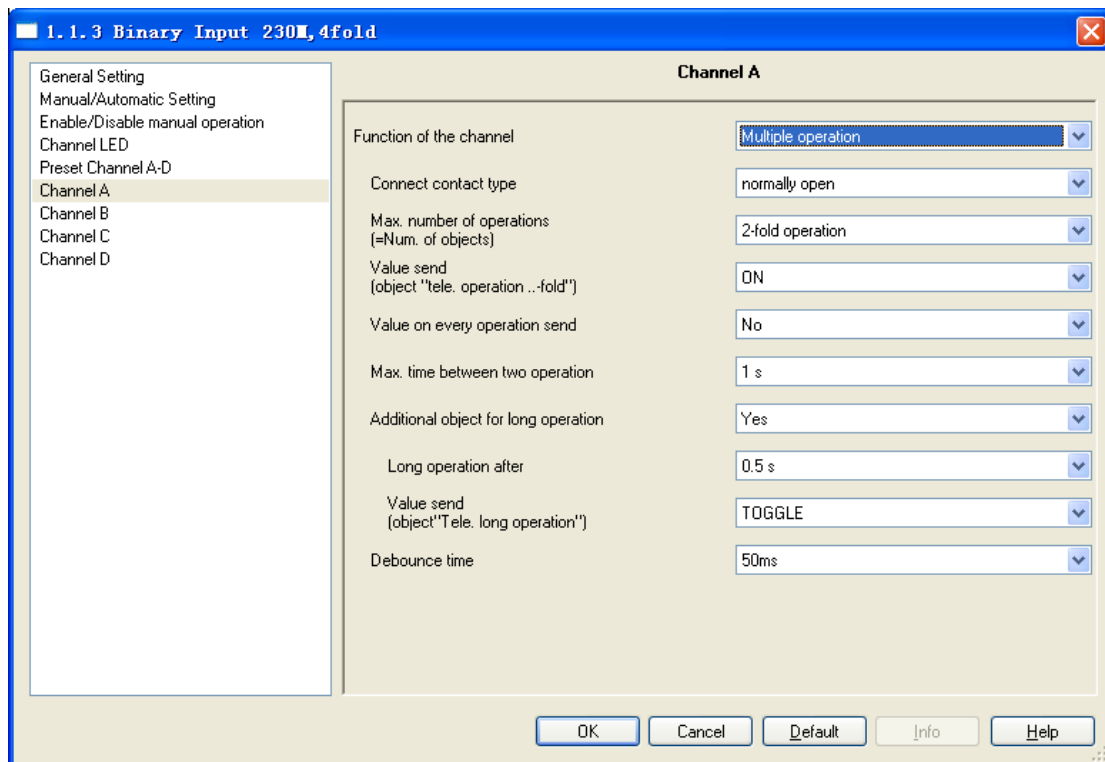 1.1.3 Binary Input 230M,4fold
General Setting
Manual/Automatic Setting
Enable/Disable manual operation
Channel LED
Preset Channel A-D
Channel A
Channel B
Channel C
Channel D
Channel A
Function of the channel Multiple operation
Connect contact type normally open
Max. number of operations
(=Num. of objects) 2-fold operation
Value send
(object "tele. operation ..-fold") ON
Value on every operation send No
Max. time between two operation 1 s
Additional object for long operation Yes
Long operation after 0.5 s
Value send
(object"Tele. long operation") TOGGLE
Debounce time 50ms
OK Cancel Default Info Help